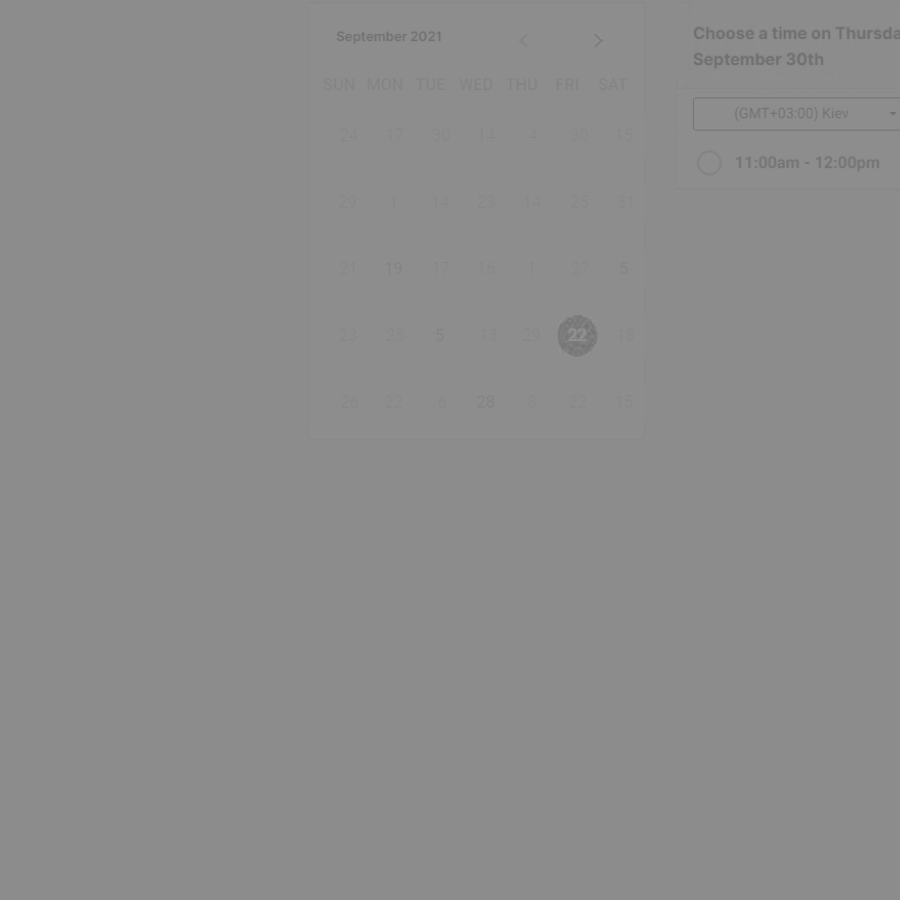 September 2021
SUN MON TUE WED THU FRI SAT
24 17 30 14 4 30 15
29 1 14 23 14 25 31
21 19 17 16 1 27 5
23 25 5 13 29 22 18
26 23 6 28 8 23 15
Choose a time on Thursda
September 30th
(GMT+03:00) Kiev
11:00am - 12:00pm